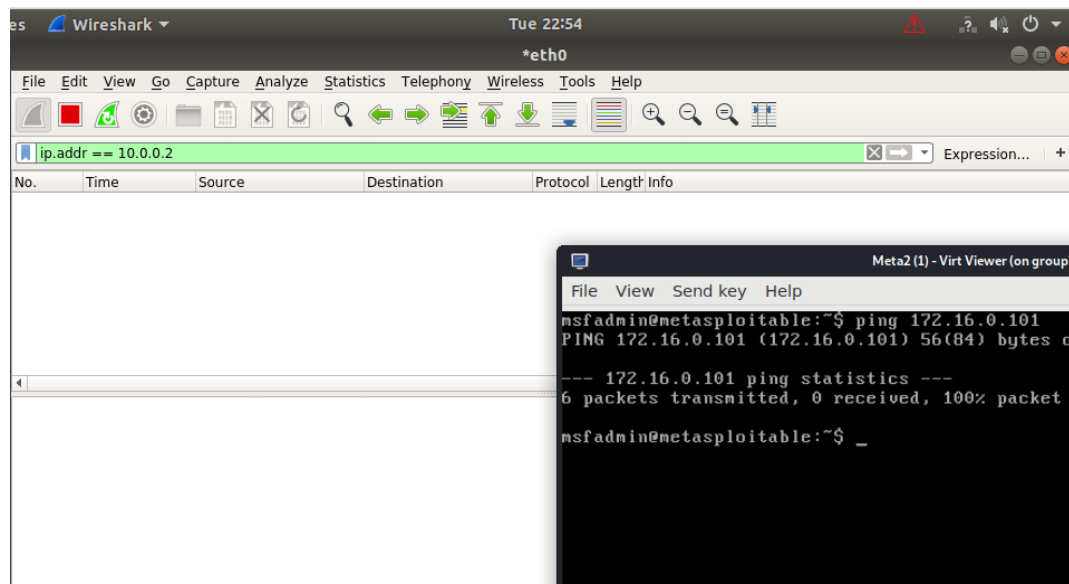 es Wireshark Tue 22:54
*eth0
File Edit View Go Capture Analyze Statistics Telephony Wireless Tools Help
ip.addr == 10.0.0.2 Expression... +
No. Time Source Destination Protocol Length Info
Meta2 (1) - Virt Viewer (on group
File View Send key Help
msfadmin@metasploitable:~$ ping 172.16.0.101
PING 172.16.0.101 (172.16.0.101) 56(84) bytes
--- 172.16.0.101 ping statistics ---
6 packets transmitted, 0 received, 100% packet
msfadmin@metasploitable:~$ _